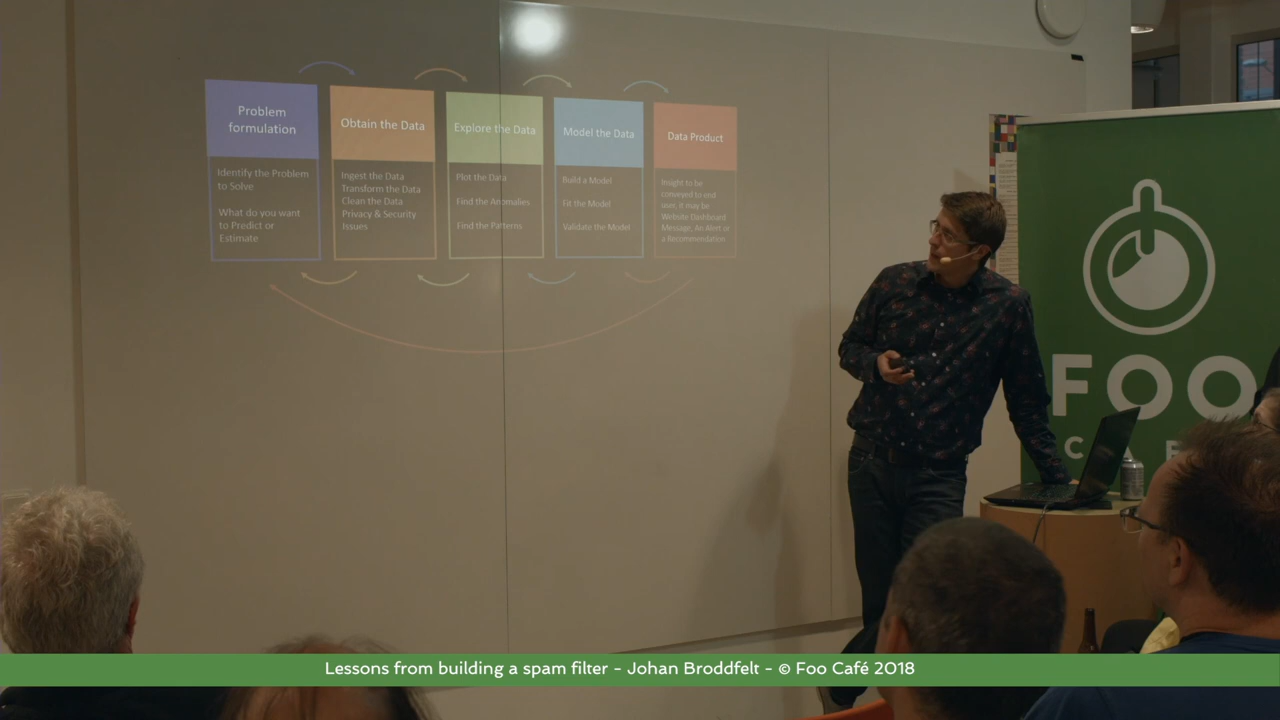 Problem
formulation
Identify the Problem
to Solve
What do you want
to Predict or
Estimate
Obtain the Data
Ingest the Data
Transform the Data
Clean the Data
Privacy & Security
Issues
Explore the Data
Plot the Data
Find the Anomalies
Find the Patterns
Model the Data
Build a Model
Fit the Model
Validate the Model
Data Product
Insight to be
conveyed to end
user. It may be
Website Dashboard
Message, An Alert or
a Recommendation
FOO
Lessons from building a spam filter - Johan Broddfelt - © Foo Café 2018